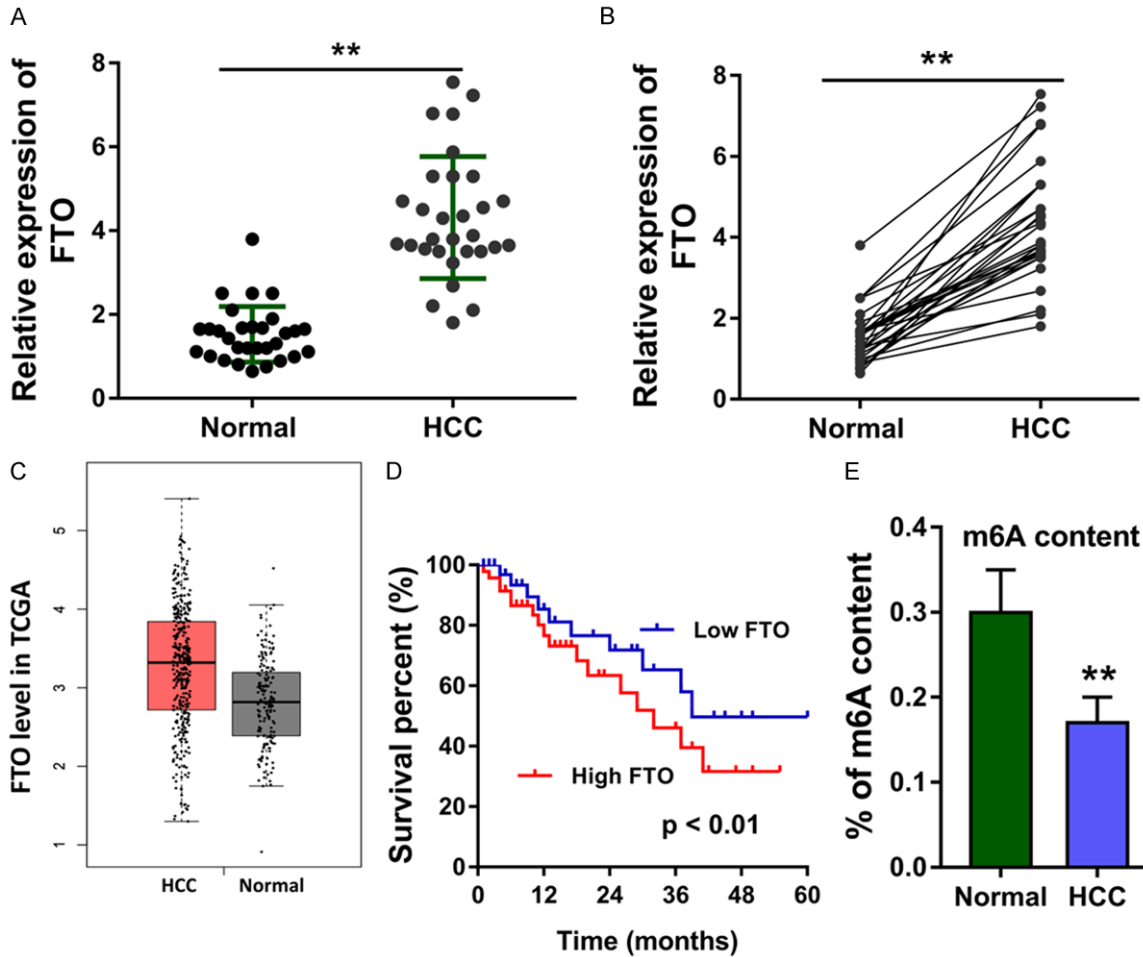 A
Relative expression of
FTO
**
8
6
4
2
0
Normal
HCC
B
Relative expression of
FTO
**
8
6
4
2
0
Normal
HCC
C
FTO level in TCGA
5
4
3
2
1
HCC
Normal
D
Survival percent (%)
100
80
60
40
20
0
Low FTO
High FTO
p < 0.01
0 12 24 36 48 60
Time (months)
E
% of m6A content
m6A content
0.4
0.3
0.2
0.1
0.0
**
Normal
HCC